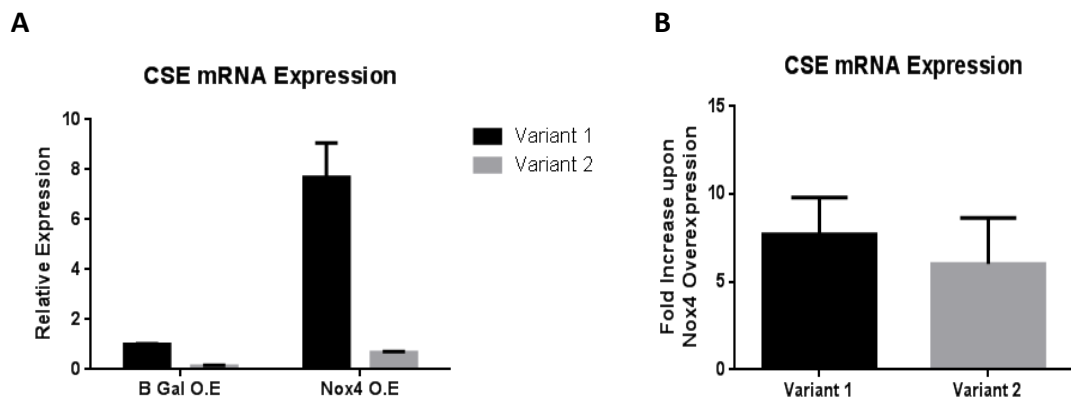 A
CSE mRNA Expression
Relative Expression
10
8
6
4
2
0
B Gal O.E
Nox4 O.E
Variant 1
Variant 2
B
CSE mRNA Expression
Fold Increase upon
Nox4 Overexpression
15
10
5
0
Variant 1
Variant 2